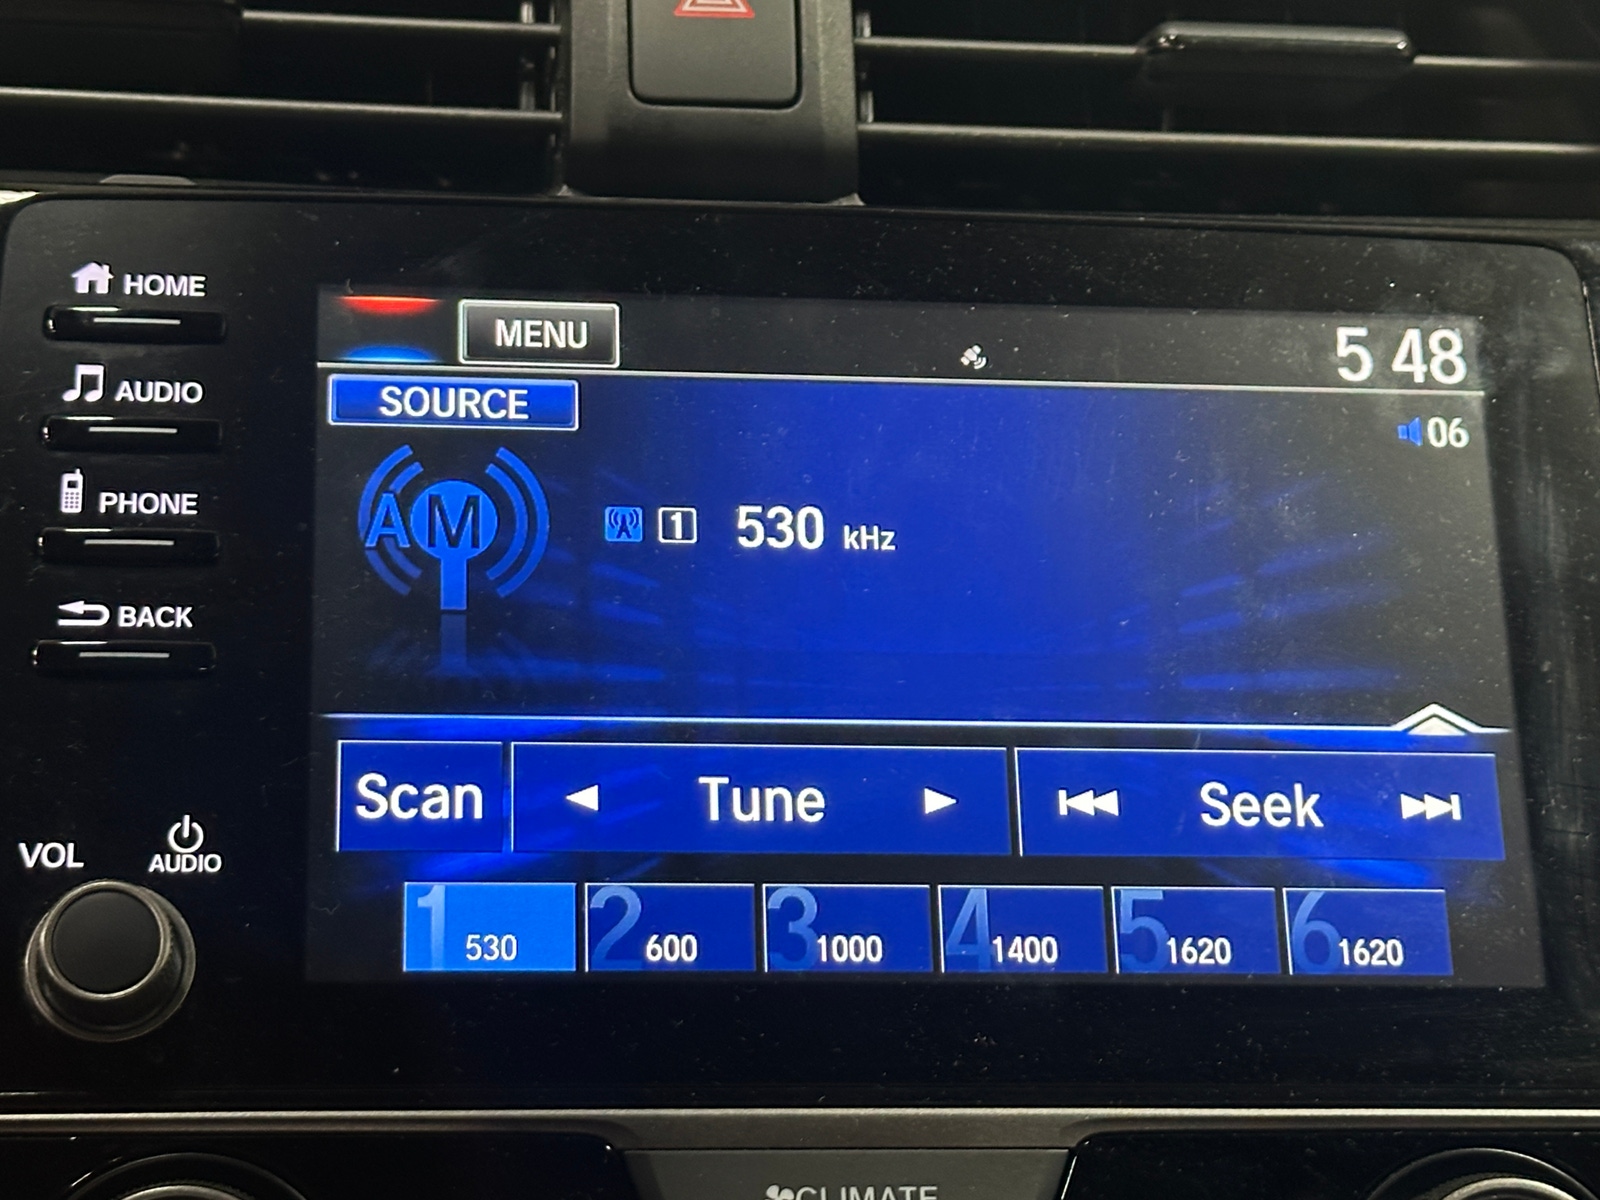 HOME
AUDIO
PHONE
BACK
VOL
AUDIO
MENU
5 48
SOURCE
06
AM
1 530 kHz
Scan
Tune
Seek
1 530
2 600
3 1000
4 1400
5 1620
6 1620
CLIMATE